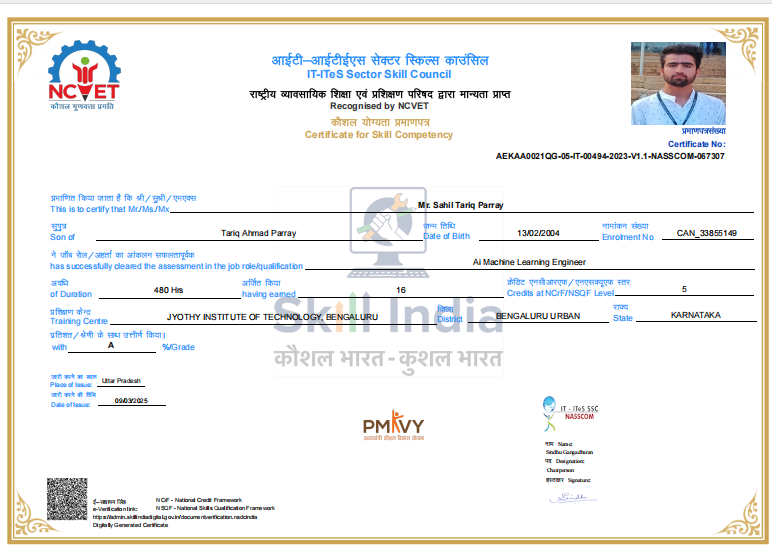 आईटी–आईटीईएस सेक्टर स्किल्स काउंसिल
IT-ITeS Sector Skill Council
राष्ट्रीय व्यावसायिक शिक्षा एवं प्रशिक्षण परिषद द्वारा मान्यता प्राप्त
Recognised by NCVET
कौशल योग्यता प्रमाणपत्र
Certificate for Skill Competency
NCVET
कौशल गुणवत्ता प्रगति
प्रमाणपत्रसंख्या
Certificate No:
AEKAA0021QG-05-IT-00494-2023-V1.1-NASSCOM-067307
प्रमाणित किया जाता है कि श्री/सुश्री/एमएक्स
This is to certify that Mr./Ms./Mx Mr. Sahil Tariq Parray
सुपुत्र जन्म तिथि नामांकन संख्या
Son of Tariq Ahmad Parray Date of Birth 13/02/2004 Enrolment No CAN_33855149
ने जॉब रोल/अहर्ता का आंकलन सफलतापूर्वक
has successfully cleared the assessment in the job role/qualification Ai Machine Learning Engineer
अवधि अर्जित किया क्रेडिट एनसीआरएफ/एनएसक्यूएफ स्तर
of Duration 480 Hrs having earned 16 Credits at NCrF/NSQF Level 5
प्रशिक्षण केन्द्र जिला राज्य
Training Centre JYOTHY INSTITUTE OF TECHNOLOGY, BENGALURU District BENGALURU URBAN State KARNATAKA
प्रतिशत/श्रेणी के साथ उत्तीर्ण किया।
with A %/Grade
Skill India
कौशल भारत - कुशल भारत
जारी करने का स्थान
Place of Issue: Uttar Pradesh
जारी करने की तिथि
Date of Issue: 09/03/2025
PMKVY
प्रधानमंत्री कौशल विकास योजना
IT - ITeS SSC
NASSCOM
नाम Name:
Sindhu Gangadharan
पद Designation:
Chairperson
हस्ताक्षर Signature:
ई–सत्यापन लिंक NCrF - National Credit Framework
e-Verification link: NSQF - National Skills Qualification Framework
https://admin.skillindiadigital.gov.in/documentverification.nsdcindia
Digitally Generated Certificate